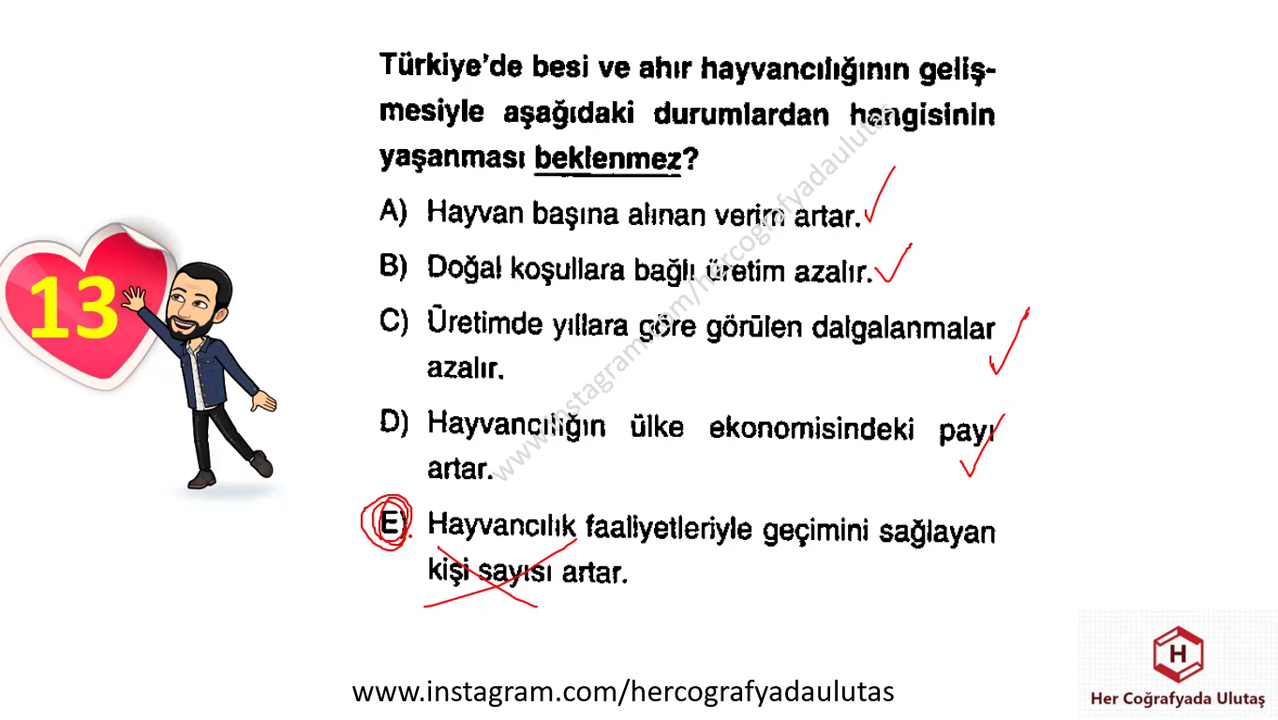 Türkiye'de besi ve ahır hayvancılığının geliş-
mesiyle aşağıdaki durumlardan hangisinin
yaşanması beklenmez?
A) Hayvan başına alınan verim artar.
B) Doğal koşullara bağlı üretim azalır.
C) Üretimde yıllara göre görülen dalgalanmalar
azalır.
D) Hayvancılığın ülke ekonomisindeki payı
artar.
E) Hayvancılık faaliyetleriyle geçimini sağlayan
kişi sayısı artar.
13
www.instagram.com/hercografyadaulutas
www.instagram.com/hercografyadaulutas
H
Her Coğrafyada Ulutaş